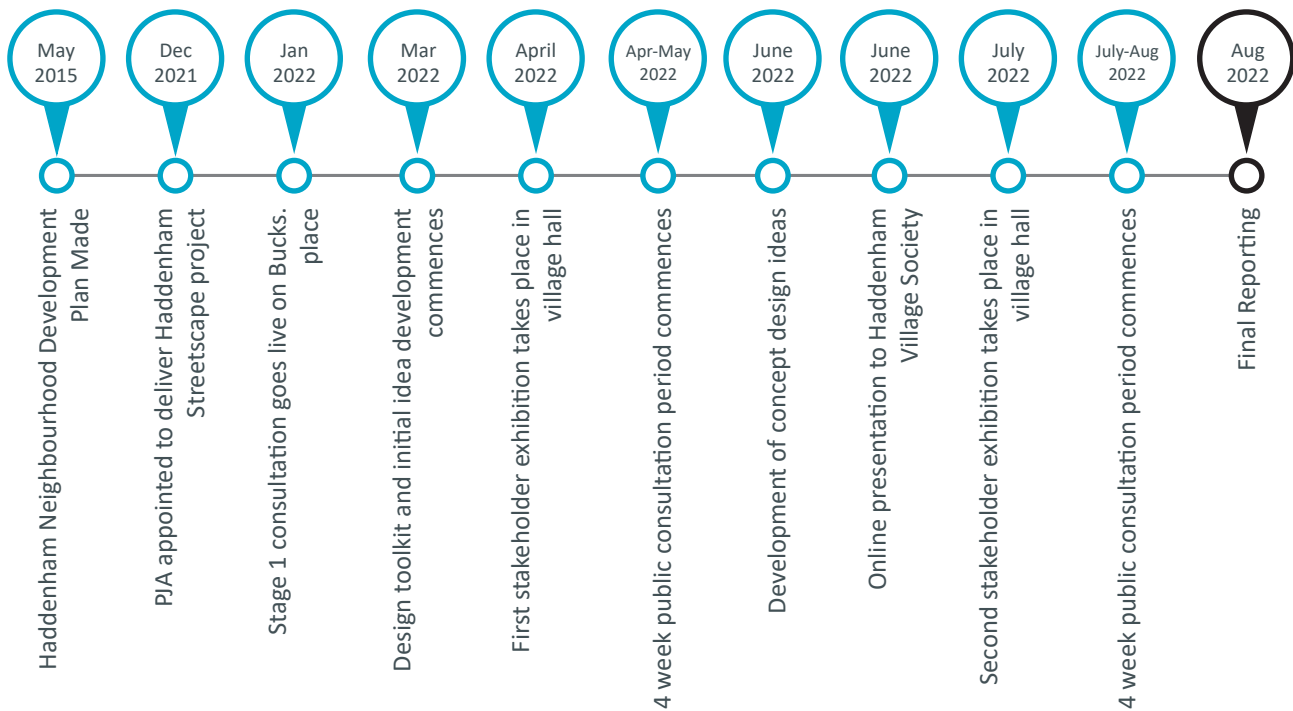 May
2015
Dec
2021
Jan
2022
Mar
2022
April
2022
Apr-May
2022
June
2022
June
2022
July
2022
July-Aug
2022
Aug
2022
Haddenham Neighbourhood Development
Plan Made
PJA appointed to deliver Haddenham
Streetscape project
Stage 1 consultation goes live on Bucks.
place
Design toolkit and initial idea development
commences
First stakeholder exhibition takes place in
village hall
4 week public consultation period commences
Development of concept design ideas
Online presentation to Haddenham
Village Society
Second stakeholder exhibition takes place in
village hall
4 week public consultation period commences
Final Reporting